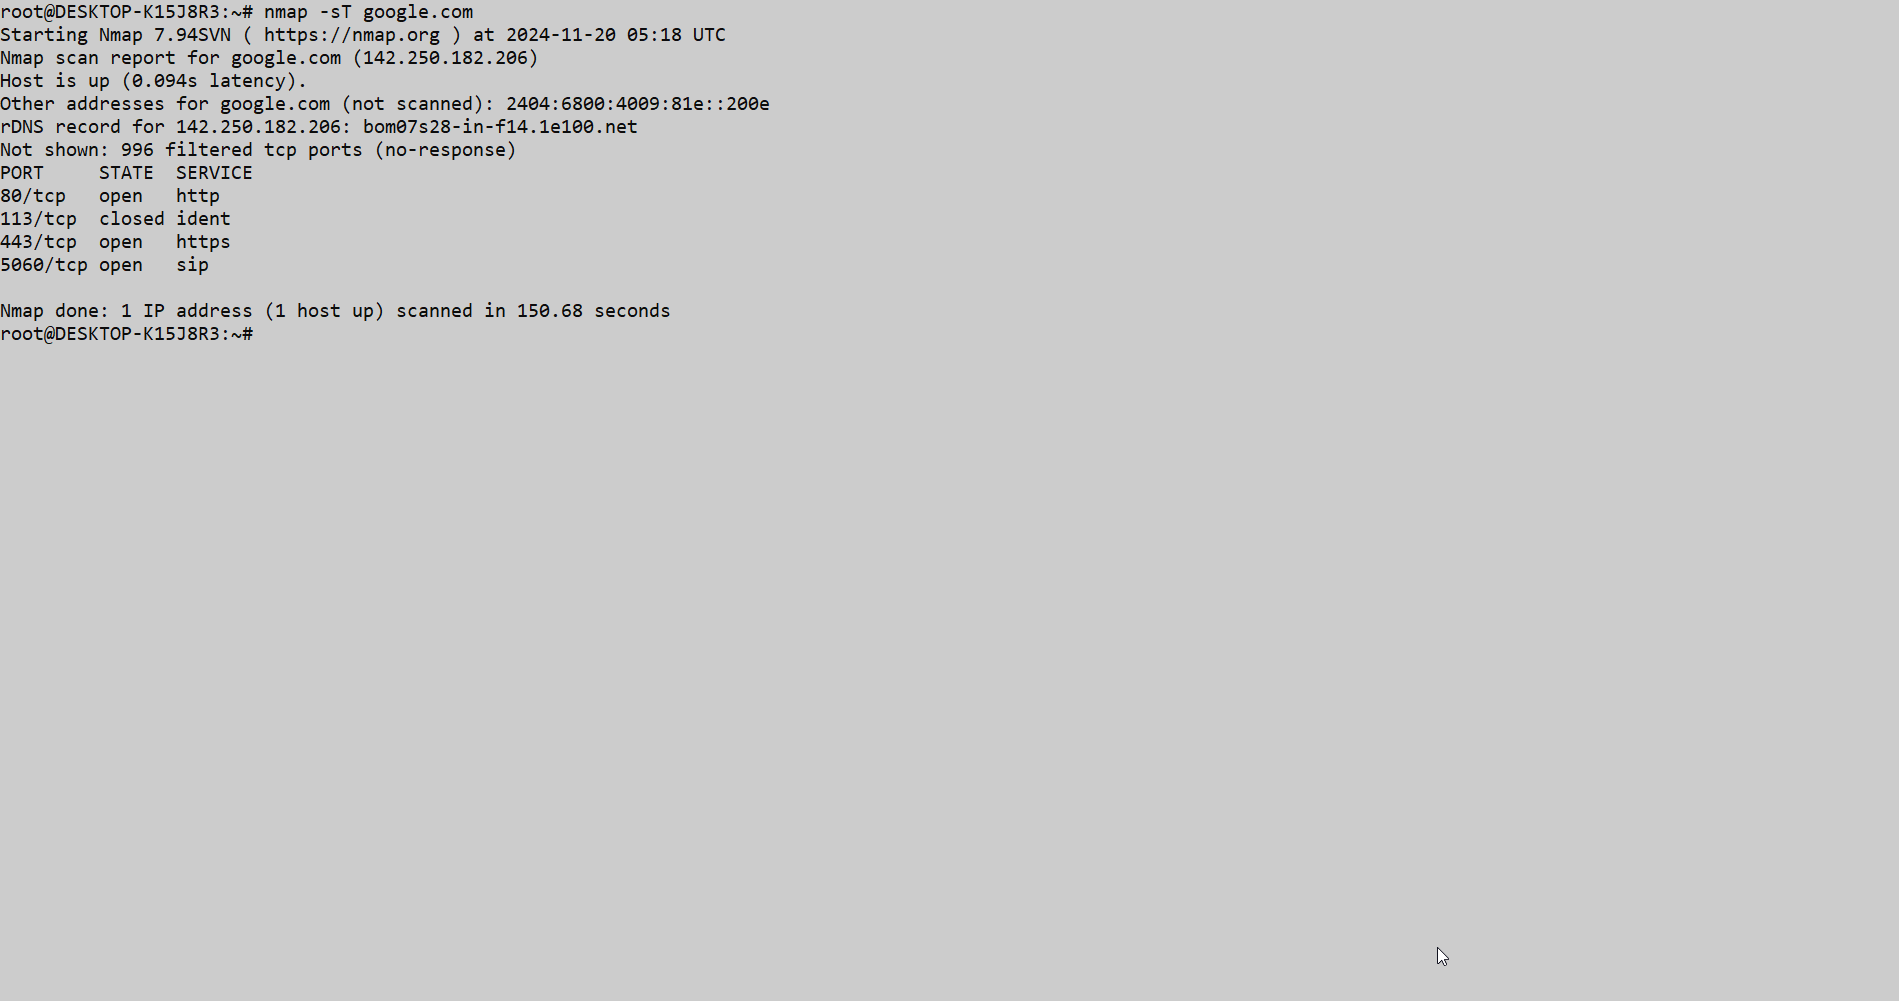 root@DESKTOP-K15J8R3:~# nmap -sT google.com
Starting Nmap 7.94SVN ( https://nmap.org ) at 2024-11-20 05:18 UTC
Nmap scan report for google.com (142.250.182.206)
Host is up (0.094s latency).
Other addresses for google.com (not scanned): 2404:6800:4009:81e::200e
rDNS record for 142.250.182.206: bom07s28-in-f14.1e100.net
Not shown: 996 filtered tcp ports (no-response)
PORT     STATE  SERVICE
80/tcp   open   http
113/tcp  closed ident
443/tcp  open   https
5060/tcp open   sip

Nmap done: 1 IP address (1 host up) scanned in 150.68 seconds
root@DESKTOP-K15J8R3:~#